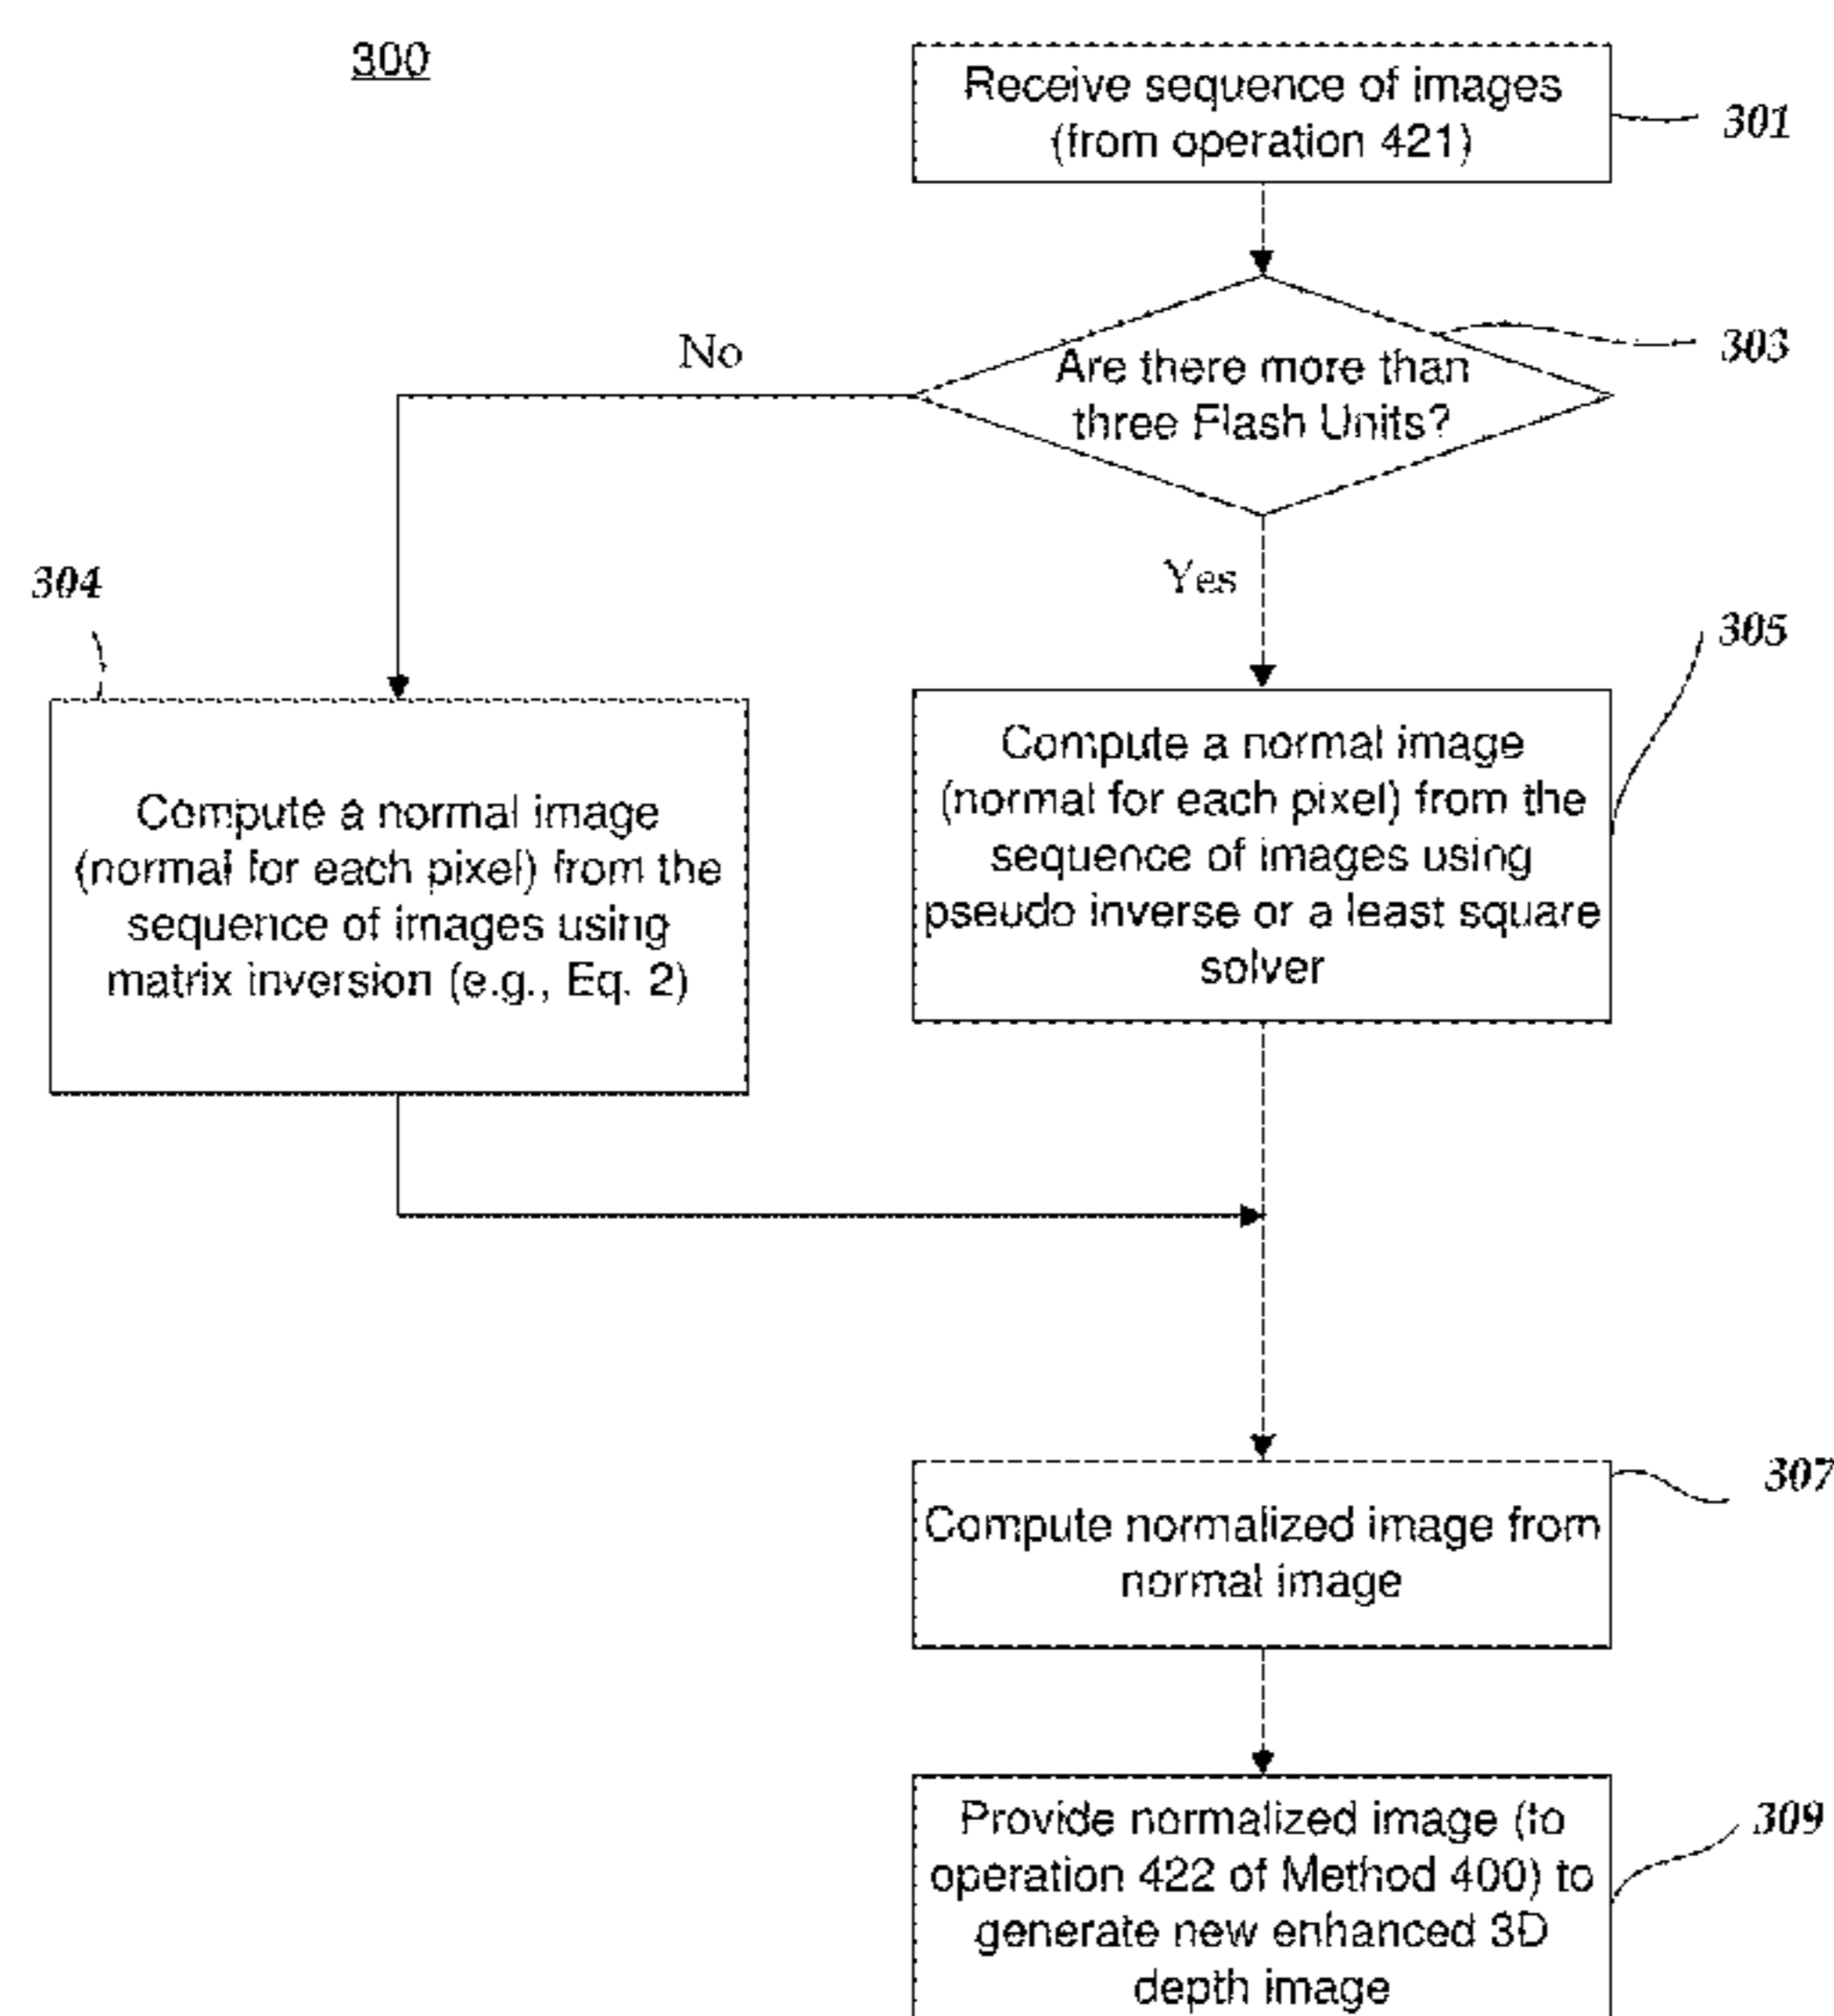 300
Receive sequence of images
(from operation 421)
301
Are there more than
three Flash Units?
303
No
Yes
304
305
Compute a normal image
(normal for each pixel) from the
sequence of images using
matrix inversion (e.g., Eq. 2)
Compute a normal image
(normal for each pixel) from the
sequence of images using
pseudo inverse or a least square
solver
307
Compute normalized image from
normal image
Provide normalized image (to
operation 422 of Method 400) to
generate new enhanced 3D
depth image
309